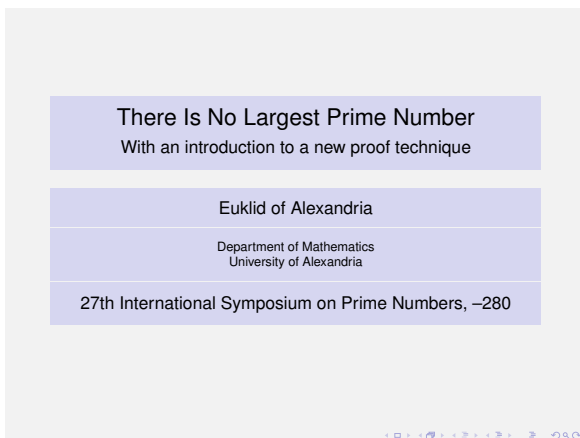 There Is No Largest Prime Number
With an introduction to a new proof technique
Euklid of Alexandria
Department of Mathematics
University of Alexandria
27th International Symposium on Prime Numbers, –280